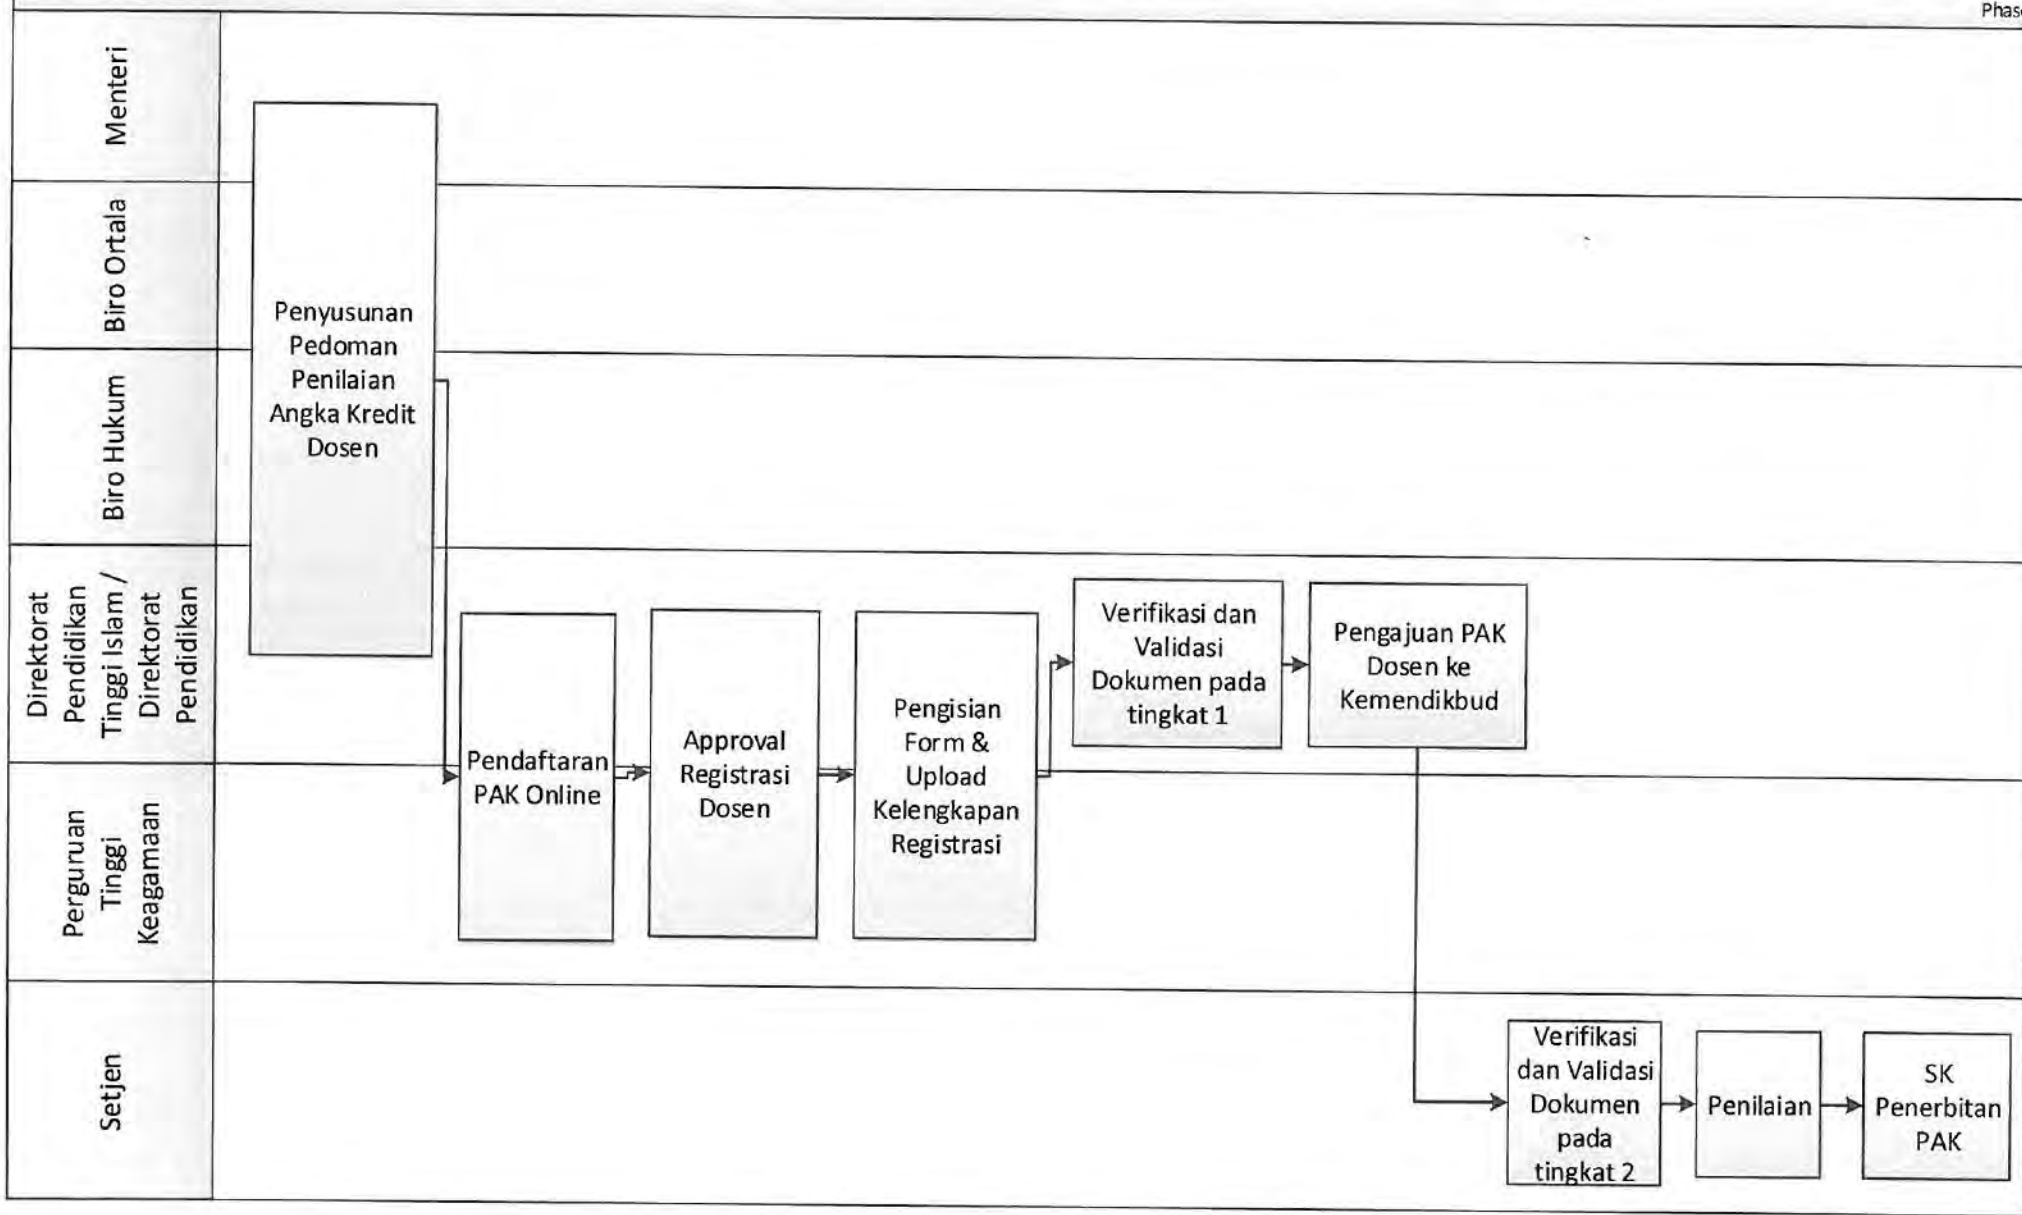 Phase
Menteri
Biro Ortala
Biro Hukum
Direktorat
Pendidikan
Tinggi Islam /
Direktorat
Pendidikan
Perguruan
Tinggi
Keagamaan
Setjen
Penyusunan
Pedoman
Penilaian
Angka Kredit
Dosen
Pendaftaran
PAK Online
Approval
Registrasi
Dosen
Pengisian
Form &
Upload
Kelengkapan
Registrasi
Verifikasi dan
Validasi
Dokumen pada
tingkat 1
Pengajuan PAK
Dosen ke
Kemendikbud
Verifikasi
dan Validasi
Dokumen
pada
tingkat 2
Penilaian
SK
Penerbitan
PAK